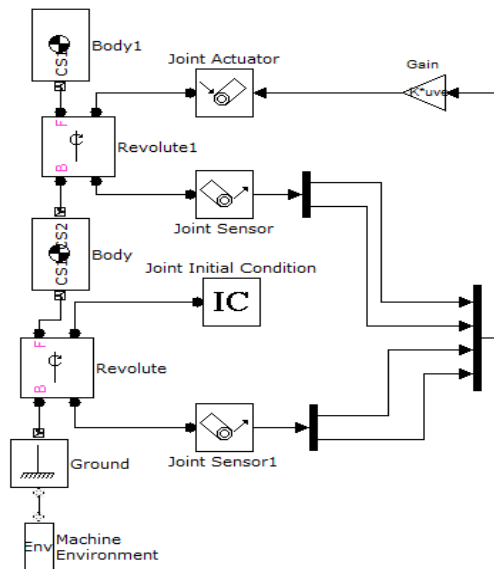 CS1
Body1
Joint Actuator
Gain
K*uve
F
B
Revolute1
Joint Sensor
CS2
CS1
Body
Joint Initial Condition
IC
F
B
Revolute
Joint Sensor1
Ground
Env
Machine
Environment